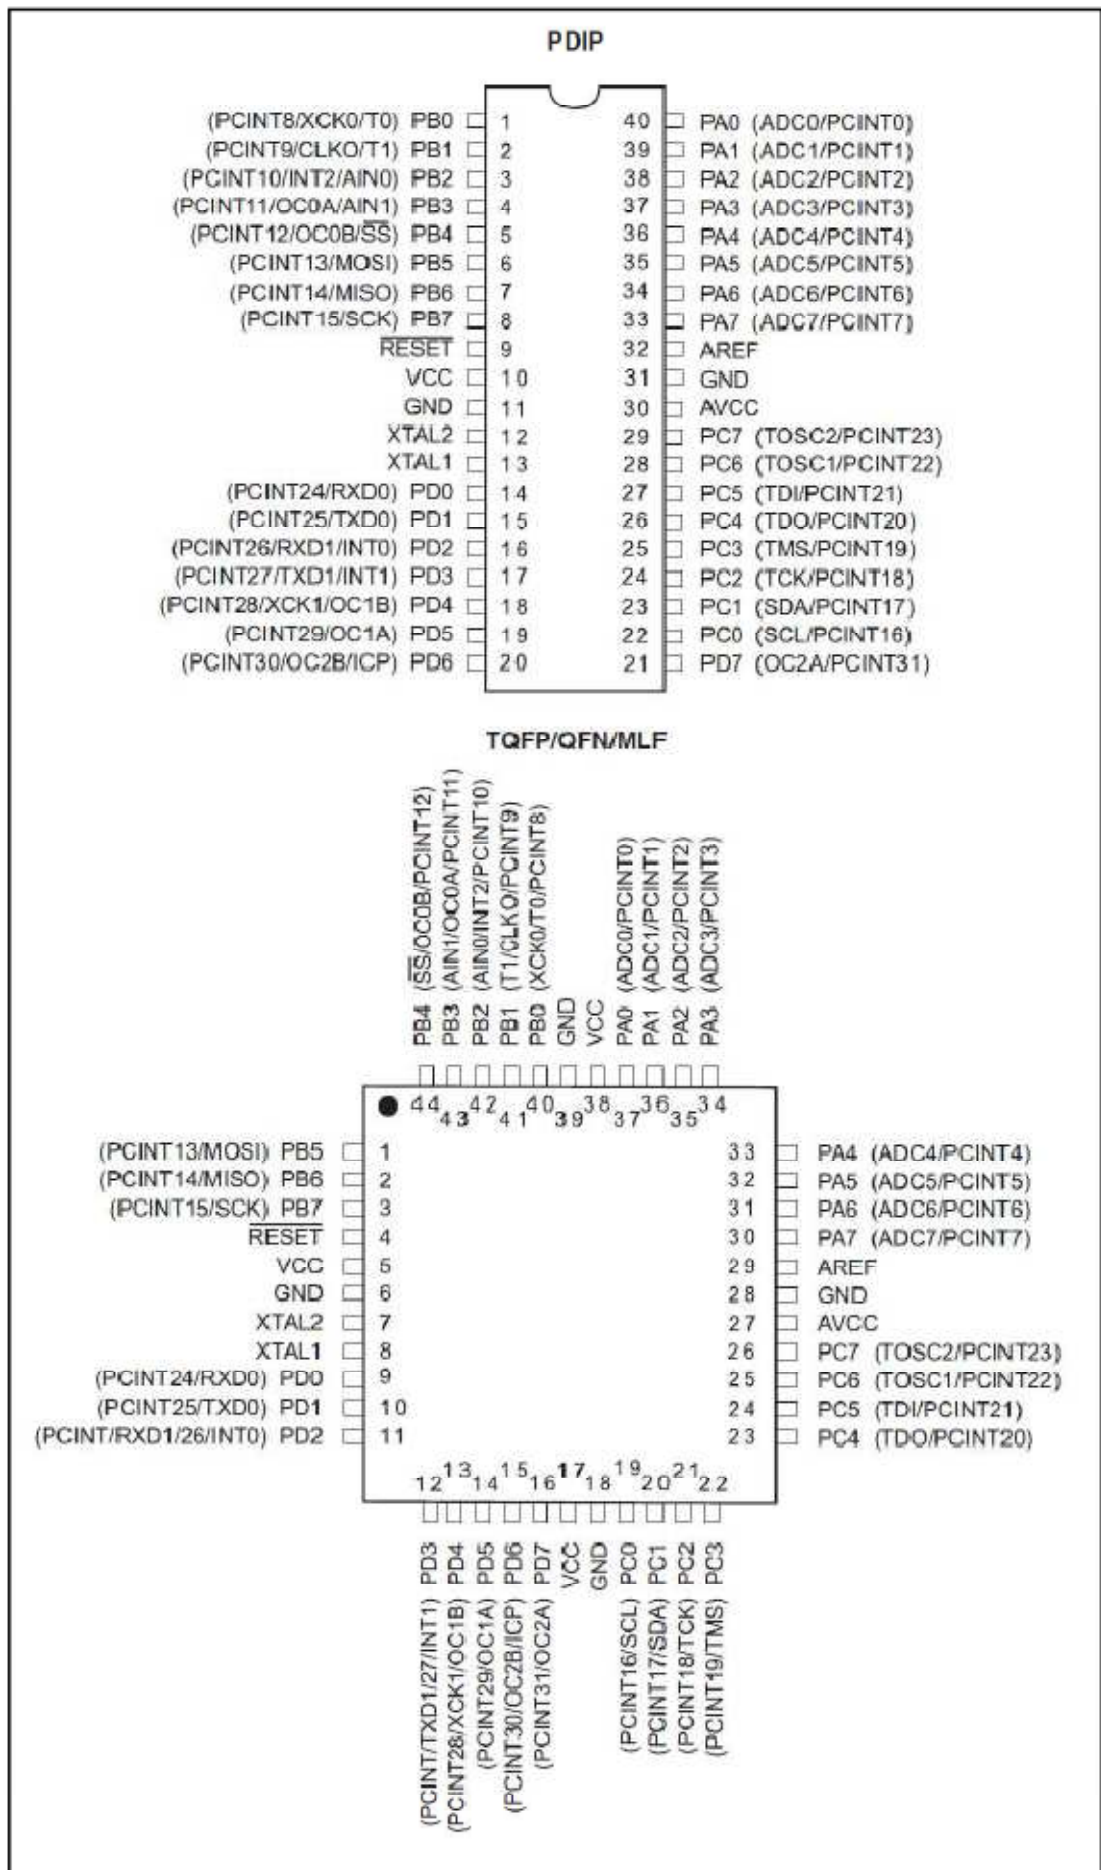 PDIP
(PCINT8/XCK0/T0) PB0 1 40 PA0 (ADC0/PCINT0)
(PCINT9/CLKO/T1) PB1 2 39 PA1 (ADC1/PCINT1)
(PCINT10/INT2/AIN0) PB2 3 38 PA2 (ADC2/PCINT2)
(PCINT11/OC0A/AIN1) PB3 4 37 PA3 (ADC3/PCINT3)
(PCINT12/OC0B/SS) PB4 5 36 PA4 (ADC4/PCINT4)
(PCINT13/MOSI) PB5 6 35 PA5 (ADC5/PCINT5)
(PCINT14/MISO) PB6 7 34 PA6 (ADC6/PCINT6)
(PCINT15/SCK) PB7 8 33 PA7 (ADC7/PCINT7)
RESET 9 32 AREF
VCC 10 31 GND
GND 11 30 AVCC
XTAL2 12 29 PC7 (TOSC2/PCINT23)
XTAL1 13 28 PC6 (TOSC1/PCINT22)
(PCINT24/RXD0) PD0 14 27 PC5 (TDI/PCINT21)
(PCINT25/TXD0) PD1 15 26 PC4 (TDO/PCINT20)
(PCINT26/RXD1/INT0) PD2 16 25 PC3 (TMS/PCINT19)
(PCINT27/TXD1/INT1) PD3 17 24 PC2 (TCK/PCINT18)
(PCINT28/XCK1/OC1B) PD4 18 23 PC1 (SDA/PCINT17)
(PCINT29/OC1A) PD5 19 22 PC0 (SCL/PCINT16)
(PCINT30/OC2B/ICP) PD6 20 21 PD7 (OC2A/PCINT31)
TQFP/QFN/MLF
PB4 (SS/OC0B/PCINT12)
PB3 (AIN1/OC0A/PCINT11)
PB2 (AIN0/INT2/PCINT10)
PB1 (T1/CLKO/PCINT9)
PB0 (XCK0/T0/PCINT8)
GND
VCC
PA0 (ADC0/PCINT0)
PA1 (ADC1/PCINT1)
PA2 (ADC2/PCINT2)
PA3 (ADC3/PCINT3)
44 43 42 41 40 39 38 37 36 35 34
(PCINT13/MOSI) PB5 1 33 PA4 (ADC4/PCINT4)
(PCINT14/MISO) PB6 2 32 PA5 (ADC5/PCINT5)
(PCINT15/SCK) PB7 3 31 PA6 (ADC6/PCINT6)
RESET 4 30 PA7 (ADC7/PCINT7)
VCC 5 29 AREF
GND 6 28 GND
XTAL2 7 27 AVCC
XTAL1 8 26 PC7 (TOSC2/PCINT23)
(PCINT24/RXD0) PD0 9 25 PC6 (TOSC1/PCINT22)
(PCINT25/TXD0) PD1 10 24 PC5 (TDI/PCINT21)
(PCINT/RXD1/26/INT0) PD2 11 23 PC4 (TDO/PCINT20)
12 13 14 15 16 17 18 19 20 21 22
(PCINT/TXD1/27/INT1) PD3
(PCINT28/XCK1/OC1B) PD4
(PCINT29/OC1A) PD5
(PCINT30/OC2B/ICP) PD6
(PCINT31/OC2A) PD7
VCC
GND
(PCINT16/SCL) PC0
(PCINT17/SDA) PC1
(PCINT18/TCK) PC2
(PCINT19/TMS) PC3